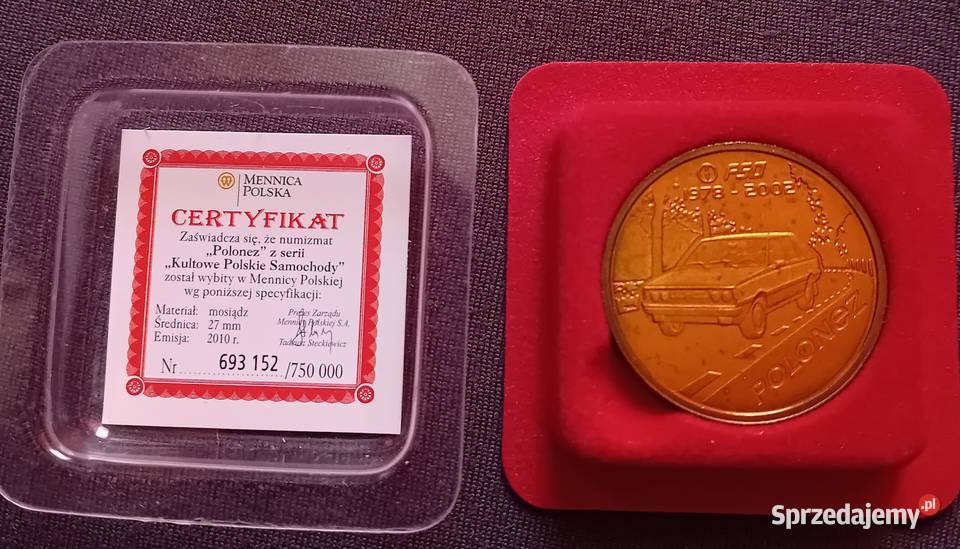 MENNICA
POLSKA
CERTYFIKAT
Zaświadcza się, że numizmat
„Polonez” z serii
„Kultowe Polskie Samochody”
został wybity w Mennicy Polskiej
wg poniższej specyfikacji:
Materiał: mosiądz
Średnica: 27 mm
Emisja: 2010 r.
Prezes Zarządu
Mennicy Polskiej S.A.
Tadeusz Steckiewicz
Nr 693 152 /750 000
FSO
1978 - 2002
POLONEZ
Sprzedajemy.pl